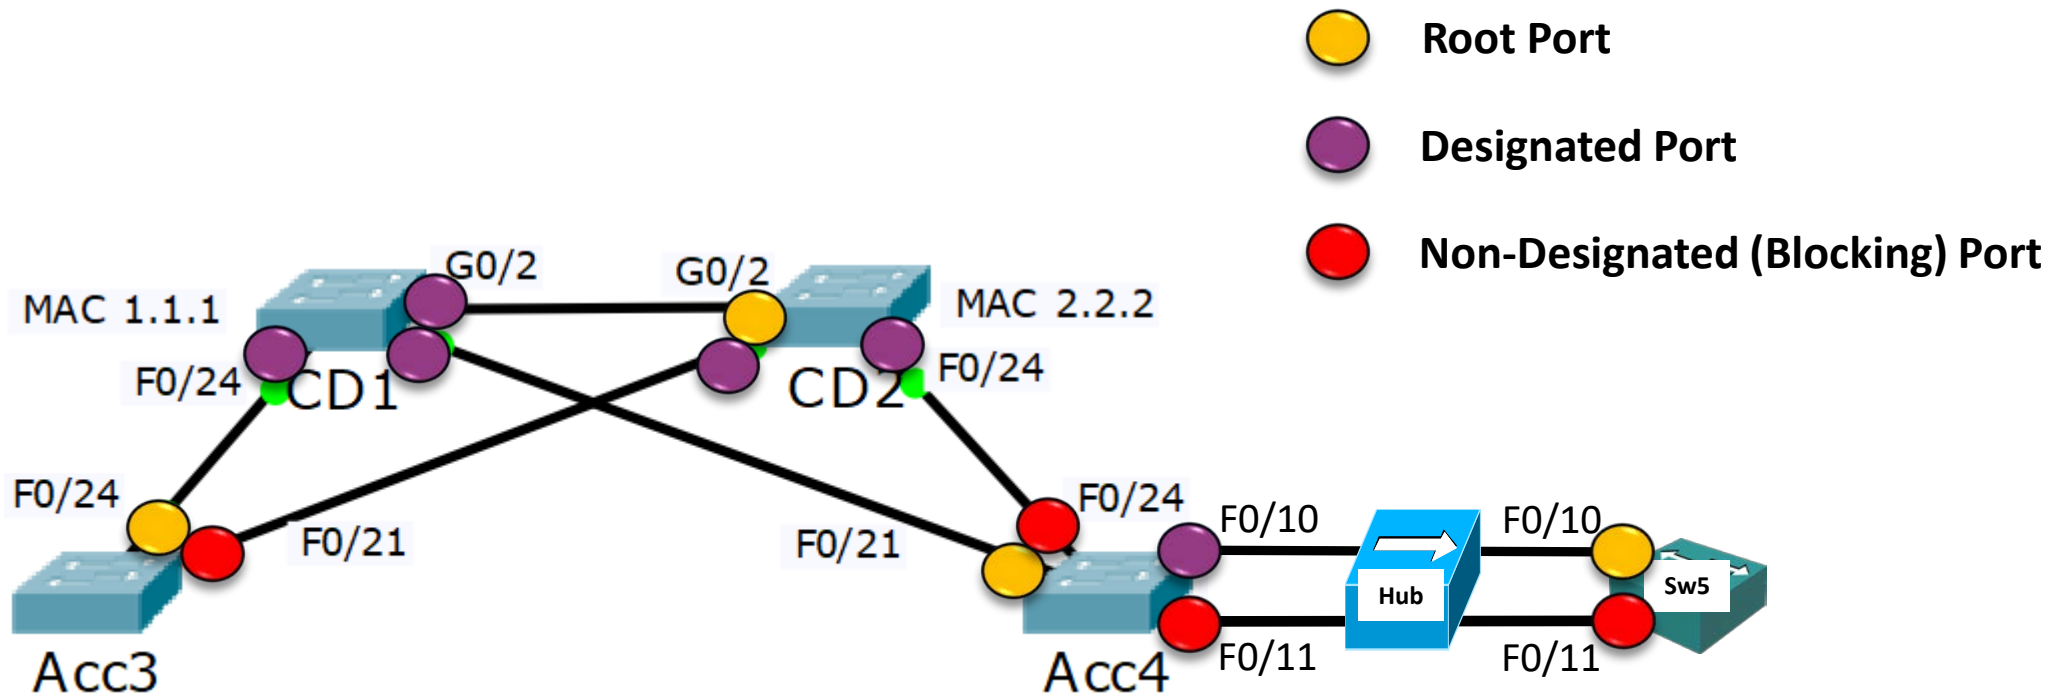 Root Port
Designated Port
Non-Designated (Blocking) Port
G0/2
G0/2
MAC 1.1.1
MAC 2.2.2
F0/24
CD1
CD2
F0/24
F0/24
F0/21
F0/21
F0/24
F0/10
F0/10
Hub
Sw5
F0/11
F0/11
Acc3
Acc4